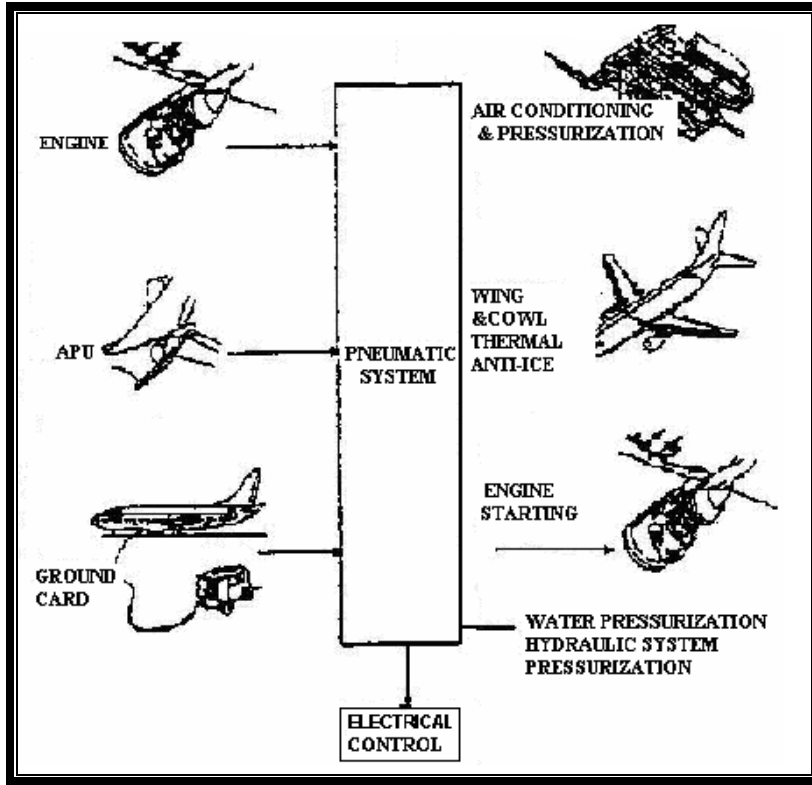 ENGINE
AIR CONDITIONING
& PRESSURIZATION
APU
PNEUMATIC
SYSTEM
WING
&COWL
THERMAL
ANTI-ICE
GROUND
CARD
ENGINE
STARTING
WATER PRESSURIZATION
HYDRAULIC SYSTEM
PRESSURIZATION
ELECTRICAL
CONTROL